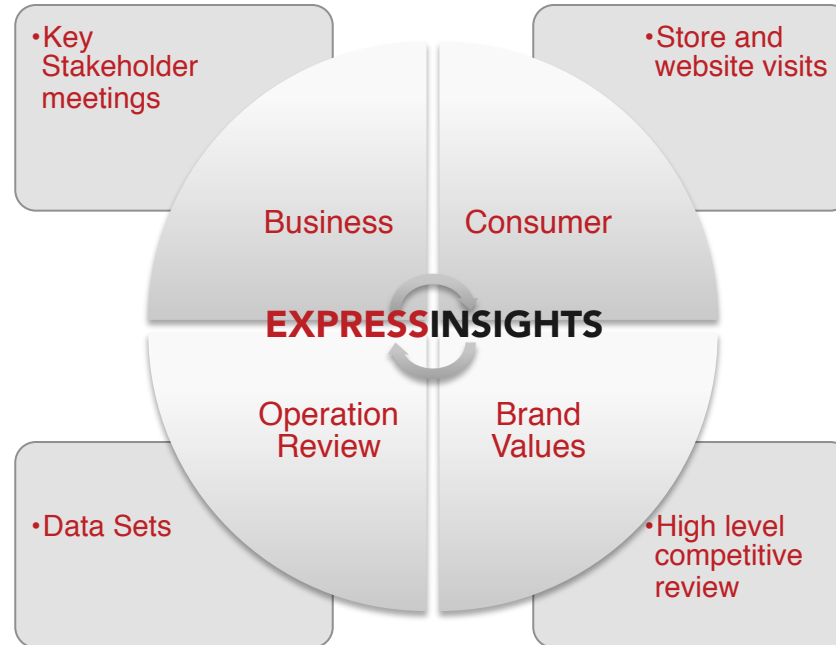 •Key
Stakeholder
meetings
•Store and
website visits
Business
Consumer
EXPRESSINSIGHTS
Operation
Review
Brand
Values
•Data Sets
•High level
competitive
review